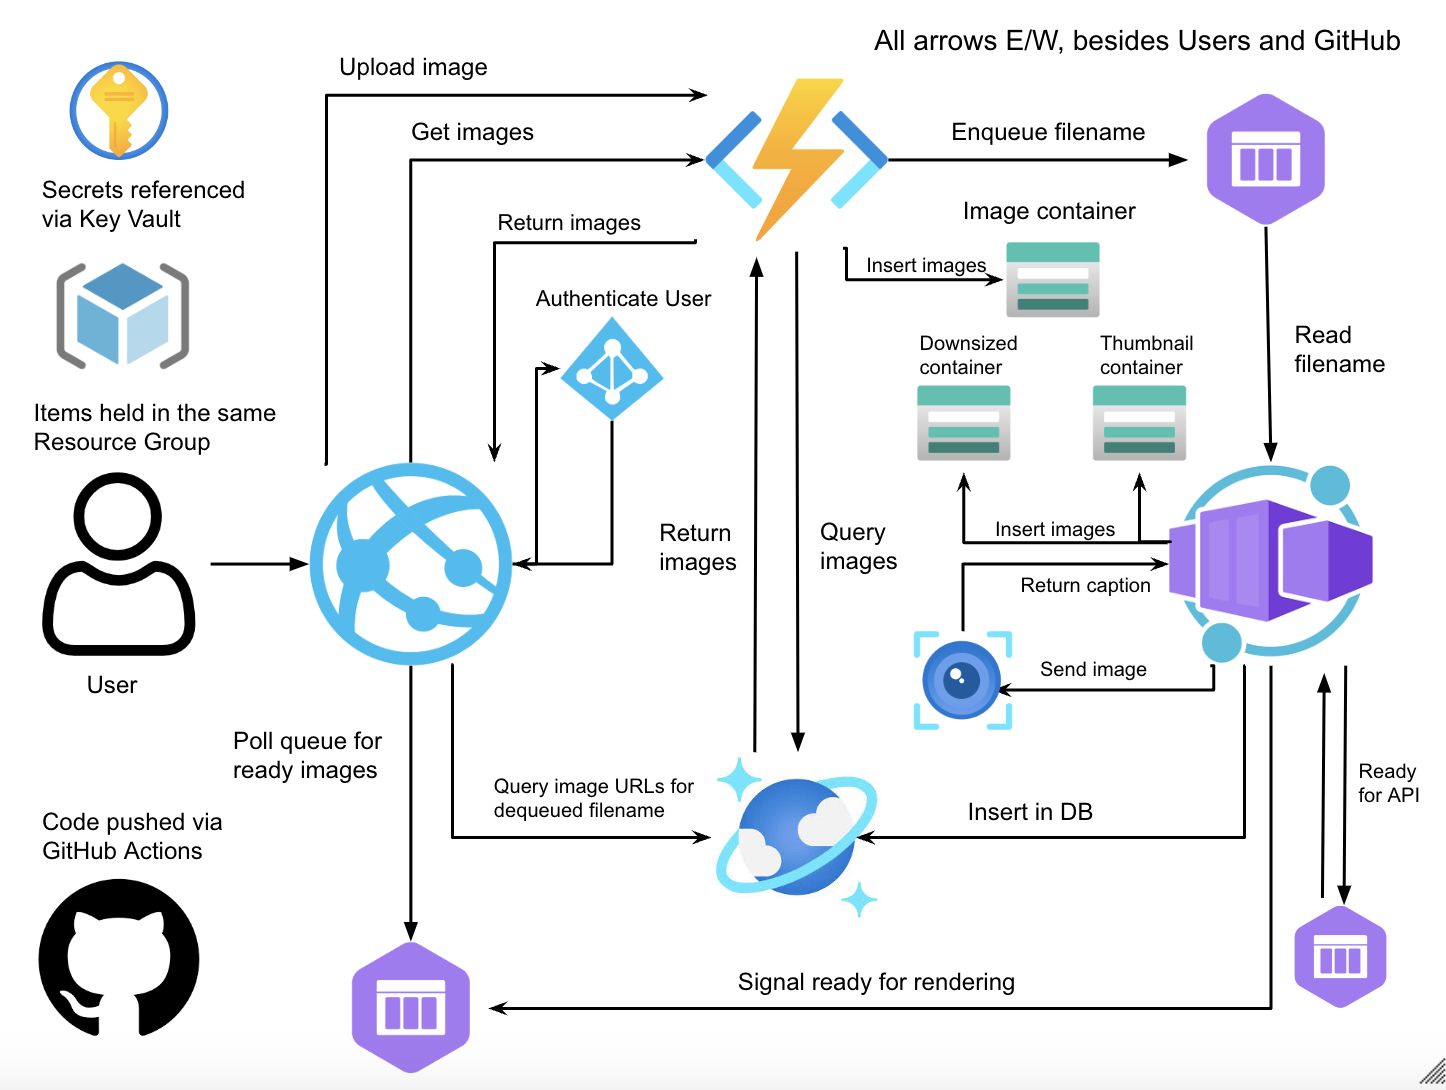 All arrows E/W, besides Users and GitHub
Upload image
Get images
Enqueue filename
Secrets referenced
via Key Vault
Return images
Image container
Insert images
Authenticate User
Downsized
container
Thumbnail
container
Read
filename
Items held in the same
Resource Group
Return
images
Query
images
Insert images
Return caption
Send image
User
Poll queue for
ready images
Query image URLs for
dequeued filename
Insert in DB
Ready
for API
Code pushed via
GitHub Actions
Signal ready for rendering